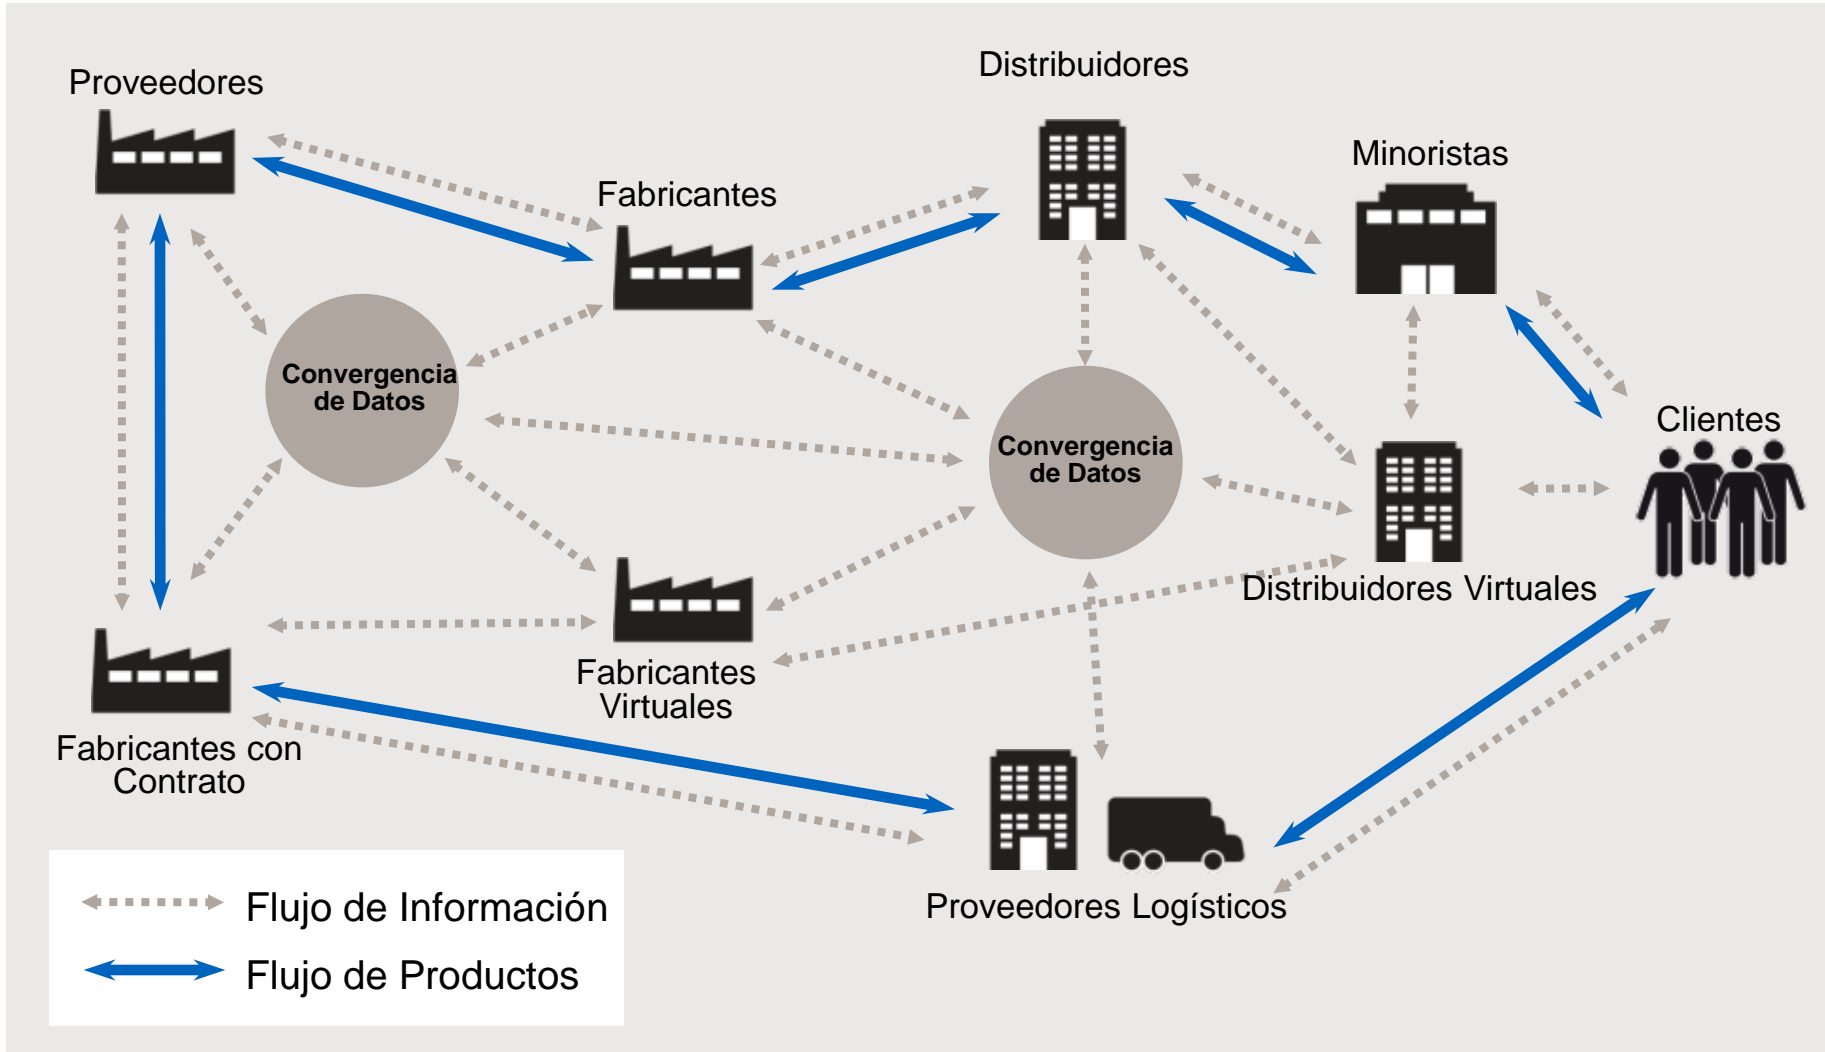 Distribuidores
Proveedores
Minoristas
Fabricantes
Convergencia
de Datos
Clientes
Convergencia
de Datos
Distribuidores Virtuales
Fabricantes
Virtuales
Fabricantes con
Contrato
Proveedores Logísticos
Flujo de Información
Flujo de Productos